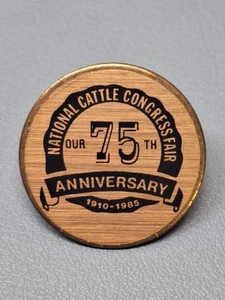 NATIONAL CATTLE CONGRESS FAIR
OUR 75 TH
ANNIVERSARY
1910-1985